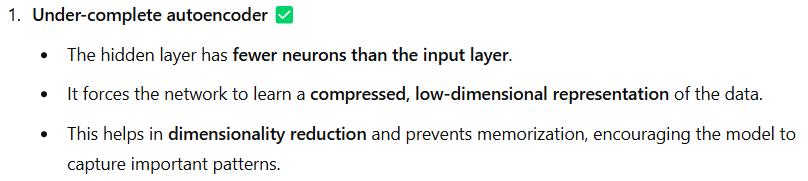 1. Under-complete autoencoder ✅
• The hidden layer has fewer neurons than the input layer.
• It forces the network to learn a compressed, low-dimensional representation of the data.
• This helps in dimensionality reduction and prevents memorization, encouraging the model to
capture important patterns.